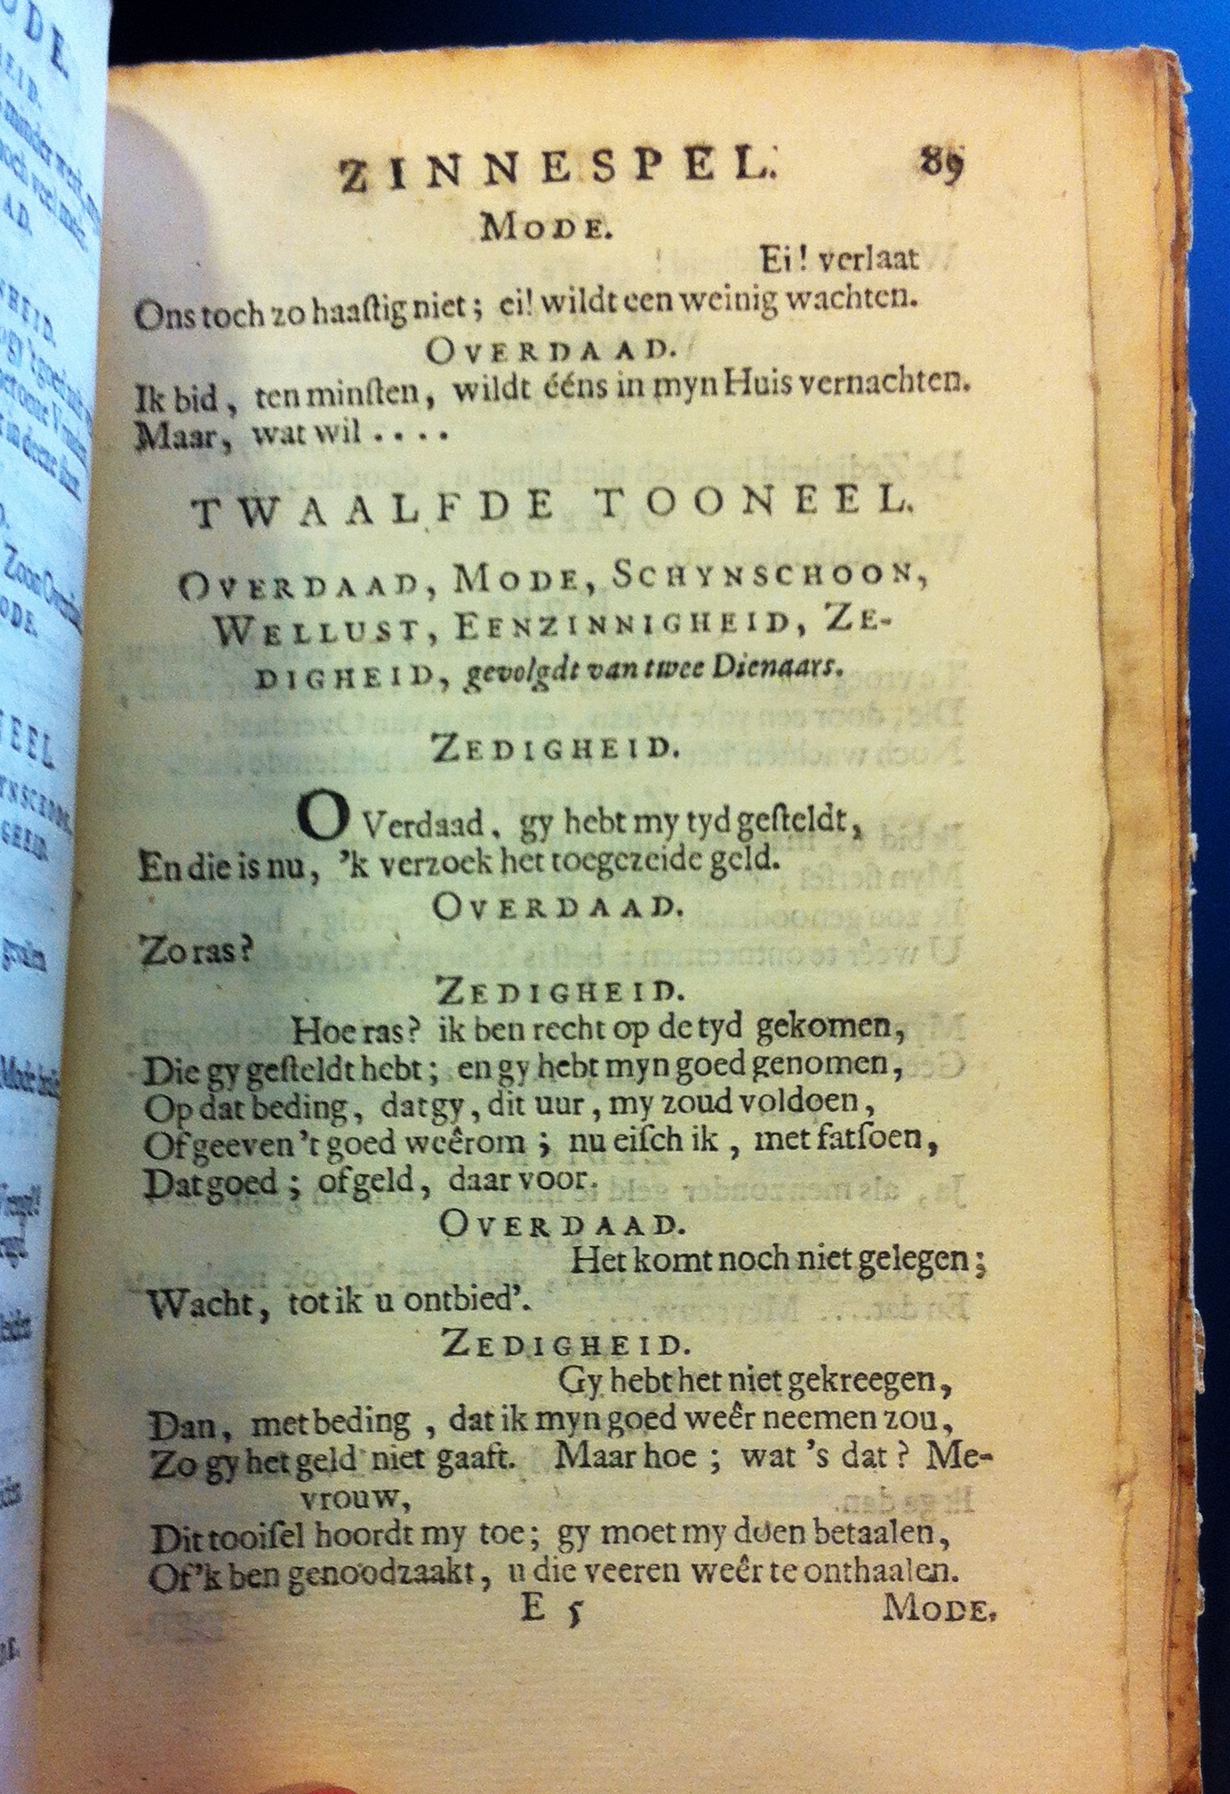 ZINNESPEL. 89
MODE.
Ei! verlaat
Ons toch zo haaſtig niet; ei! wildt een weinig wachten.
OVERDAAD.
Ik bid, ten minſten, wildt ééns in myn Huis vernachten.
Maar, wat wil....
TWAALFDE TOONEEL.
OVERDAAD, MODE, SCHYNSCHOON,
WELLUST, EENZINNIGHEID, ZE-
DIGHEID, gevolgdt van twee Dienaars.
ZEDIGHEID.
OVerdaad, gy hebt my tyd geſteldt,
En die is nu, 'k verzoek het toegezeide geld.
OVERDAAD.
Zo ras?
ZEDIGHEID.
Hoe ras? ik ben recht op de tyd gekomen,
Die gy geſteldt hebt; en gy hebt myn goed genomen,
Op dat beding, dat gy, dit uur, my zoud voldoen,
Of geeven 't goed weêrom; nu eiſch ik, met fatſoen,
Dat goed; of geld, daar voor.
OVERDAAD.
Het komt noch niet gelegen;
Wacht, tot ik u ontbied'.
ZEDIGHEID.
Gy hebt het niet gekreegen,
Dan, met beding, dat ik myn goed weêr neemen zou,
Zo gy het geld niet gaaft. Maar hoe; wat 's dat? Me-
vrouw,
Dit tooiſel hoordt my toe; gy moet my doen betaalen,
Of 'k ben genoodzaakt, u die veeren weêr te onthaalen.
E 5 MODE.